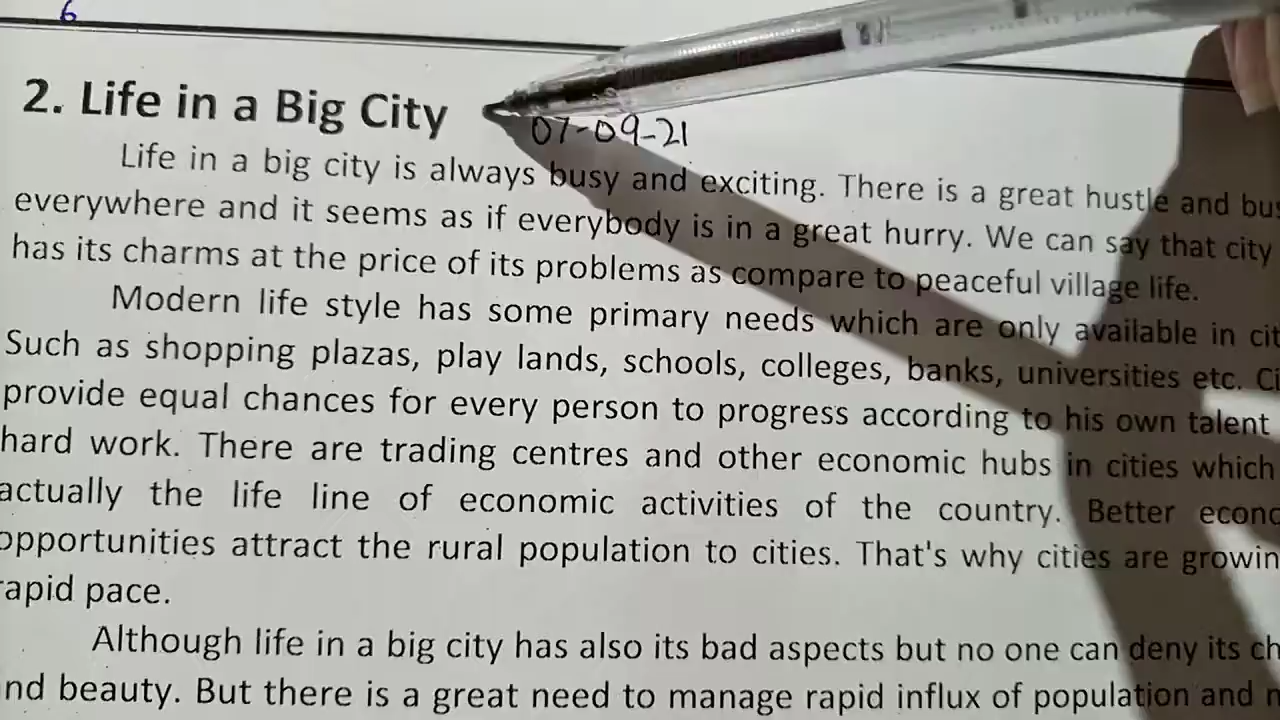 6
2. Life in a Big City
07-09-21
Life in a big city is always busy and exciting. There is a great hustle and bus
everywhere and it seems as if everybody is in a great hurry. We can say that city
has its charms at the price of its problems as compare to peaceful village life.
Modern life style has some primary needs which are only available in cit
Such as shopping plazas, play lands, schools, colleges, banks, universities etc. Ci
provide equal chances for every person to progress according to his own talent
hard work. There are trading centres and other economic hubs in cities which
actually the life line of economic activities of the country. Better econo
opportunities attract the rural population to cities. That's why cities are growin
rapid pace.
Although life in a big city has also its bad aspects but no one can deny its ch
nd beauty. But there is a great need to manage rapid influx of population and